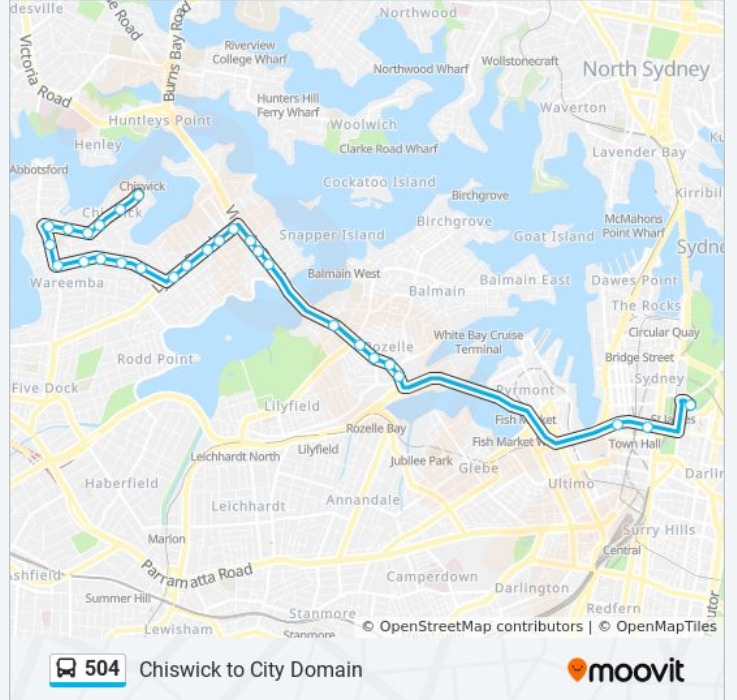 desville
e Road
Northwood
Victoria Road
Burns Bay Road
Riverview
College Wharf
Northwood Wharf
Wollstonecraft
North Sydney
Hunters Hill
Ferry Wharf
Waverton
Huntleys Point
Woolwich
Henley
Clarke Road Wharf
Lavender Bay
Abbotsford
Chiswick
Cockatoo Island
Birchgrove
Kirribil
McMahons
Point Wharf
Birchgrove
Snapper Island
Goat Island
Sydne
Balmain West
Wareemba
Balmain East
Dawes Point
Balmain
The Rocks
White Bay Cruise
Terminal
Circular Quay
Rodd Point
Rozelle
Bridge Street
Sydney
Five Dock
Pyrmont
Lilyfield
Fish Market
St James
Rozelle Bay
Fish Market W
Town Hall
Lilyfield
Leichhardt North
Jubilee Park
Glebe
Darlin
Haberfield
Ultimo
Leichhardt
Annandale
Surry Hills
Marion
Central
Parramatta Road
shfield
Camperdown
Darlington
Summer Hill
Redfern
Stanmore
utor
Lewisham
Stanmore
© OpenStreetMap contributors | © OpenMapTiles
504 Chiswick to City Domain
moovit